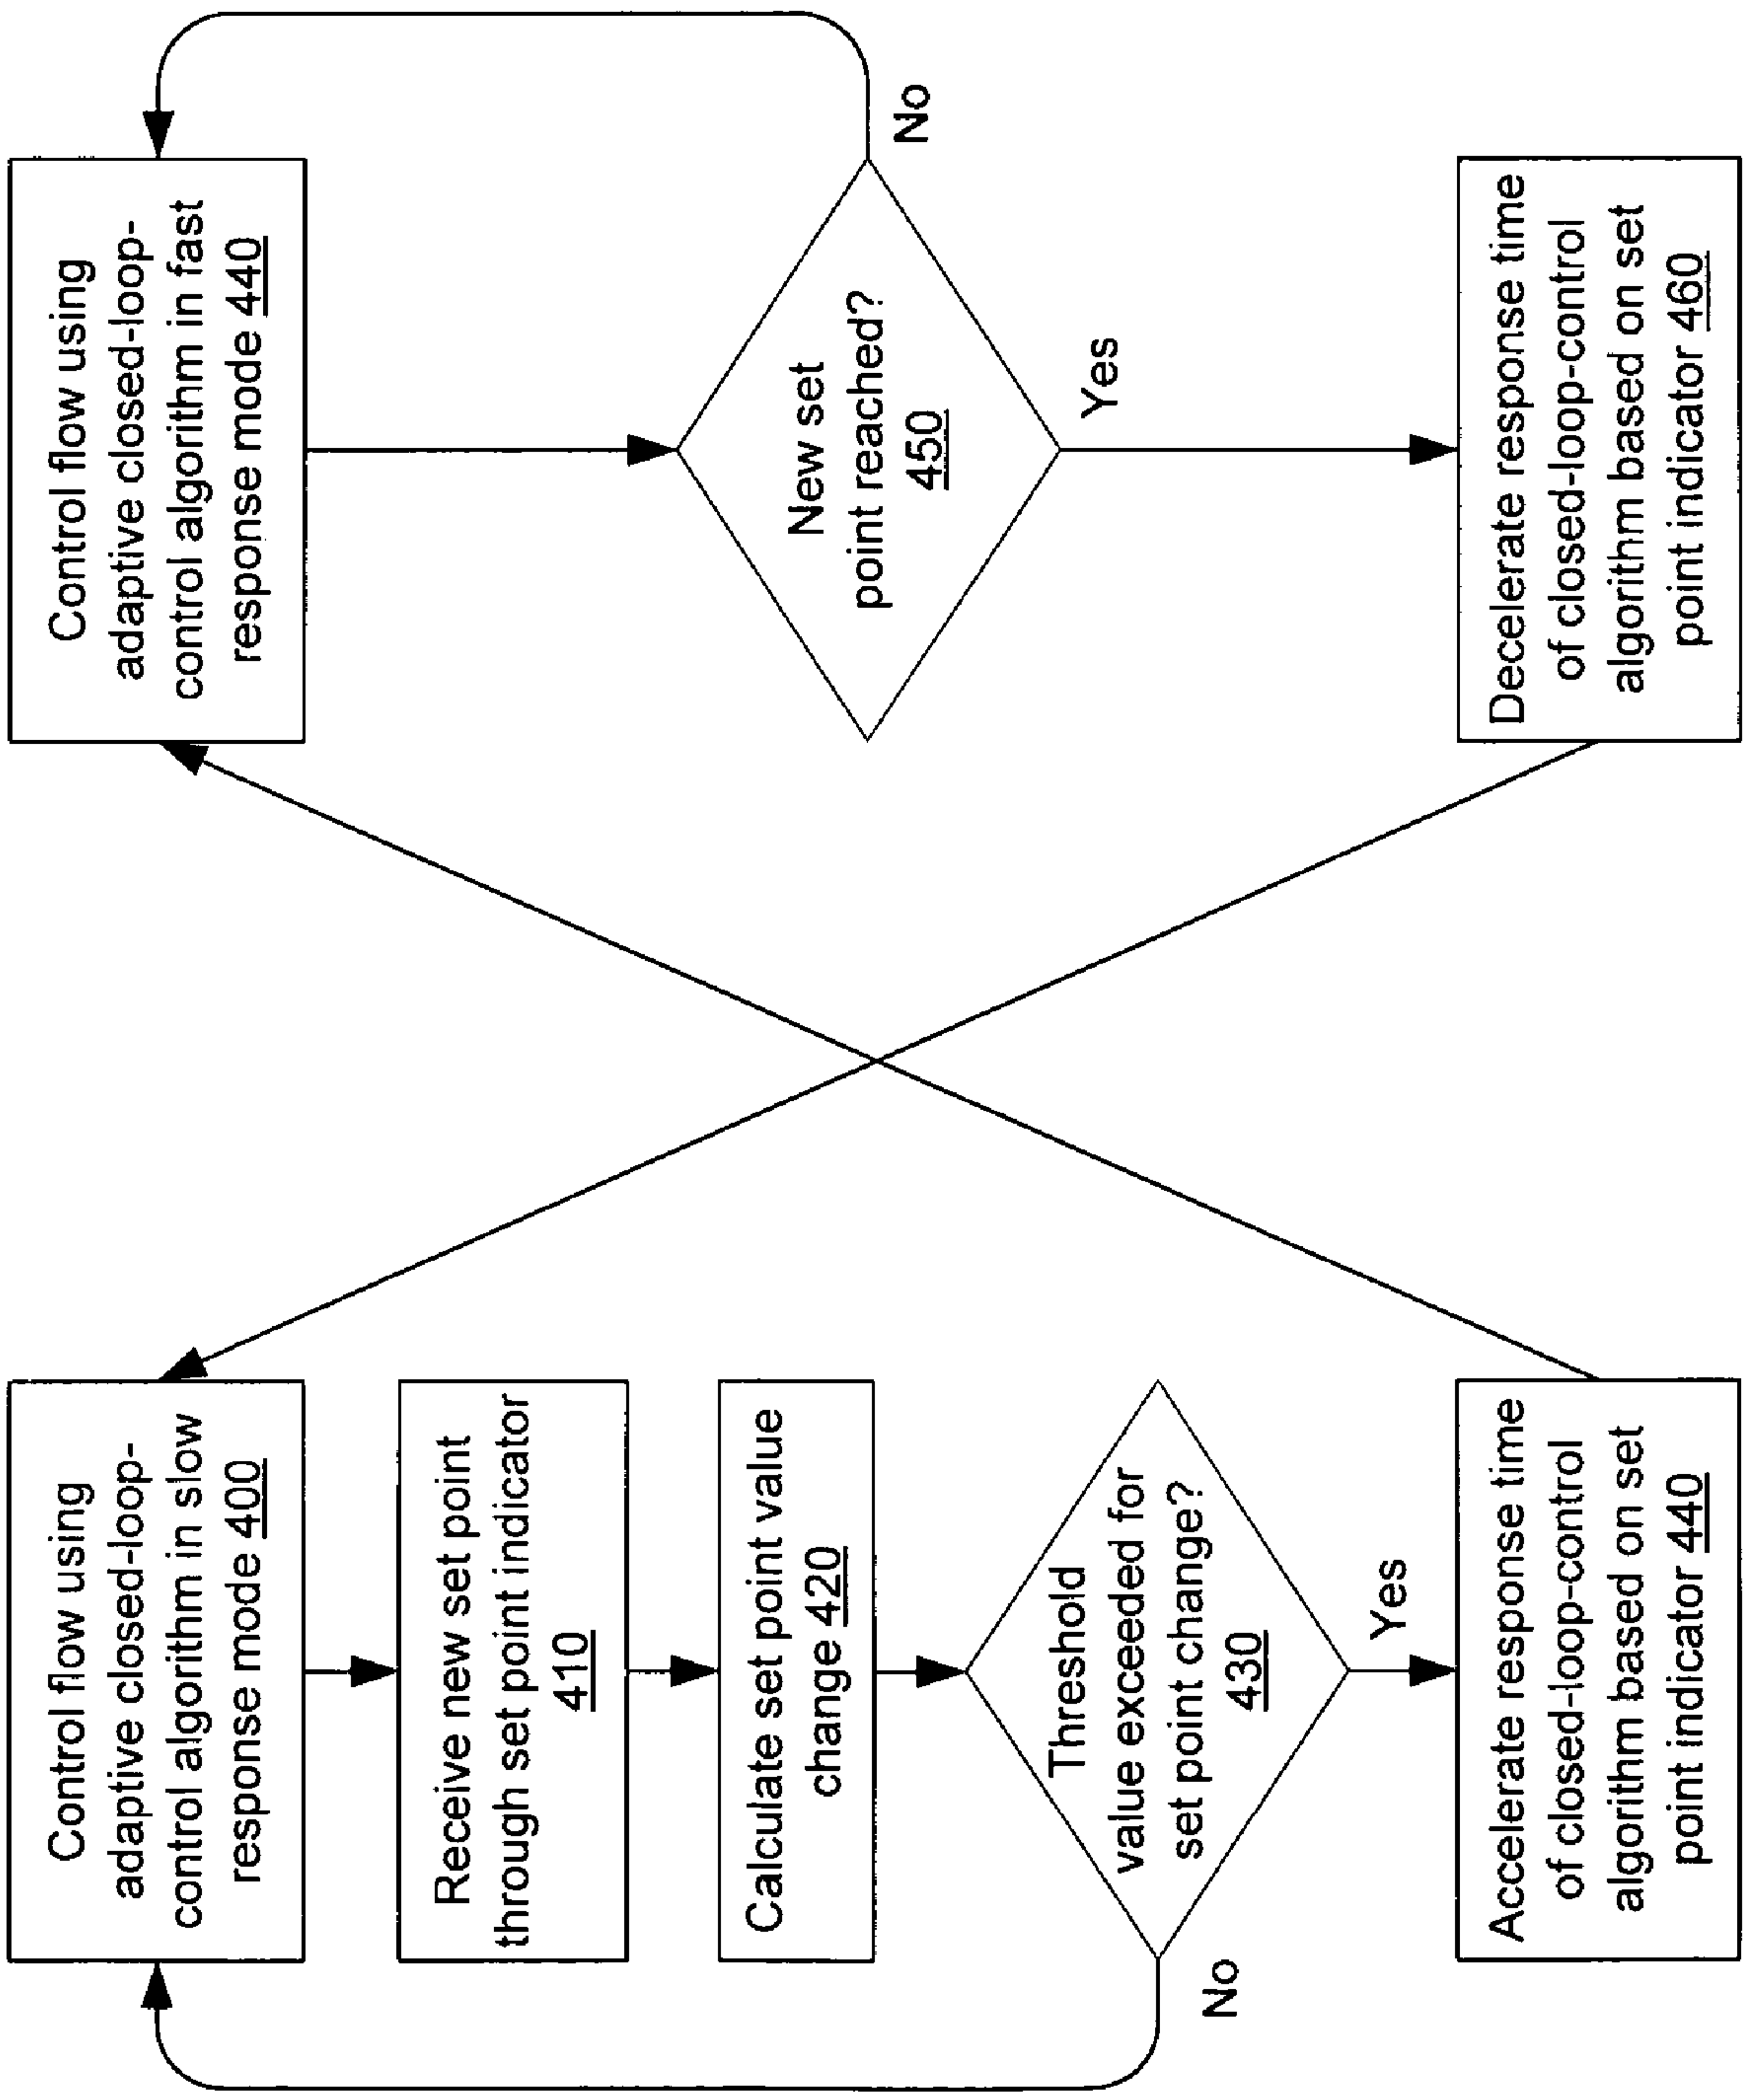 Control flow using
adaptive closed-loop-
control algorithm in slow
response mode 400
Receive new set point
through set point indicator
410
Calculate set point value
change 420
Threshold
value exceeded for
set point change?
430
No
Yes
Accelerate response time
of closed-loop-control
algorithm based on set
point indicator 440
Control flow using
adaptive closed-loop-
control algorithm in fast
response mode 440
New set
point reached?
450
No
Yes
Decelerate response time
of closed-loop-control
algorithm based on set
point indicator 460